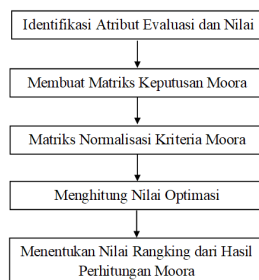 Identifikasi Atribut Evaluasi dan Nilai
Membuat Matriks Keputusan Moora
Matriks Normalisasi Kriteria Moora
Menghitung Nilai Optimasi
Menentukan Nilai Rangking dari Hasil
Perhitungan Moora